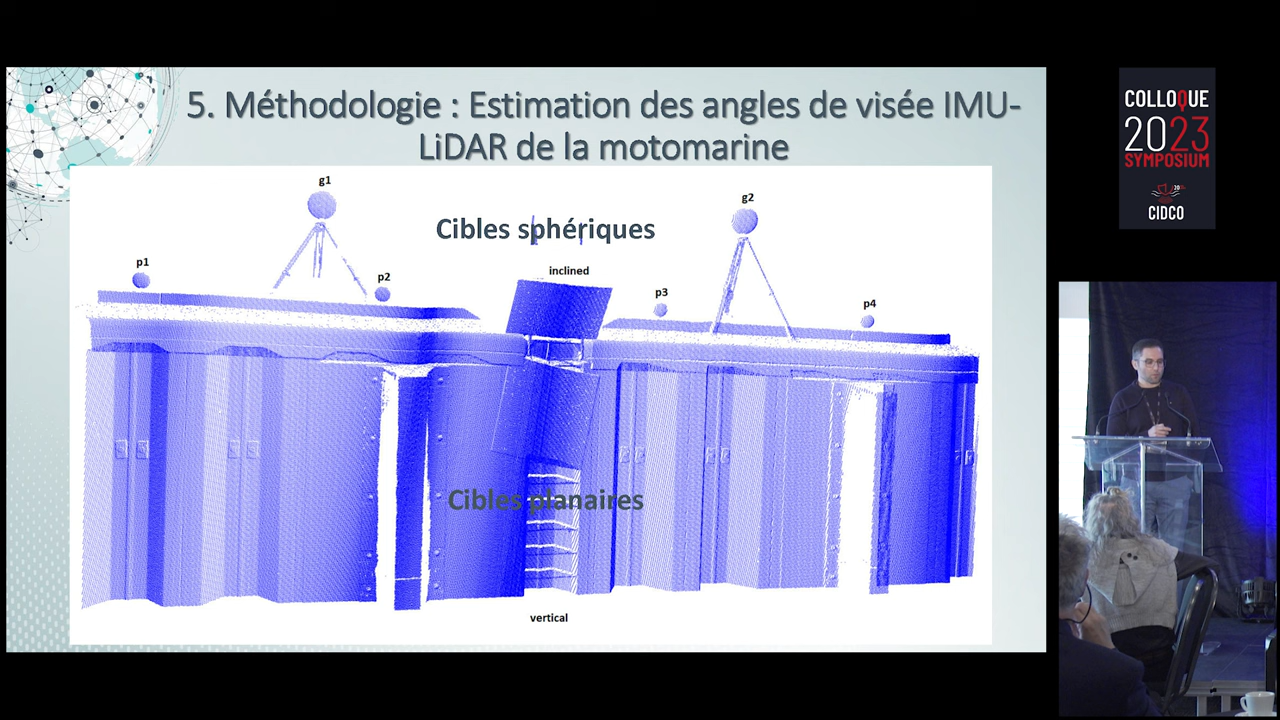 5. Méthodologie : Estimation des angles de visée IMU-
LiDAR de la motomarine
g1
g2
Cibles sphériques
p1
p2
inclined
p3
p4
Cibles planaires
vertical
COLLOQUE
2023
SYMPOSIUM
CIDCO